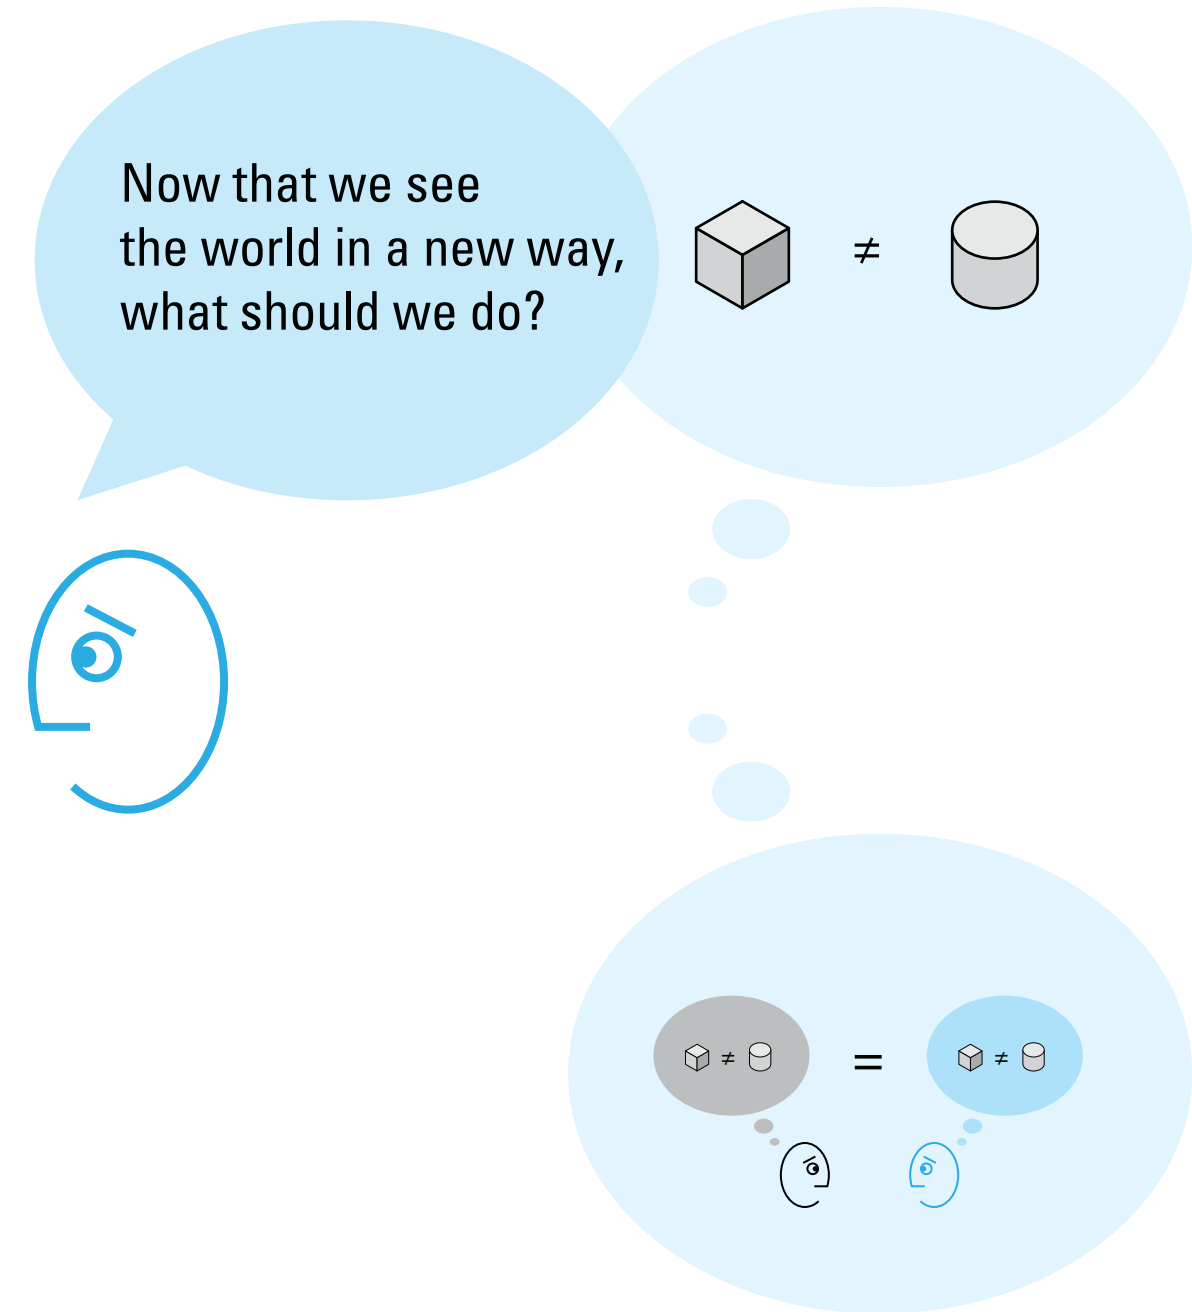 Now that we see
the world in a new way,
what should we do?
≠
≠ = ≠